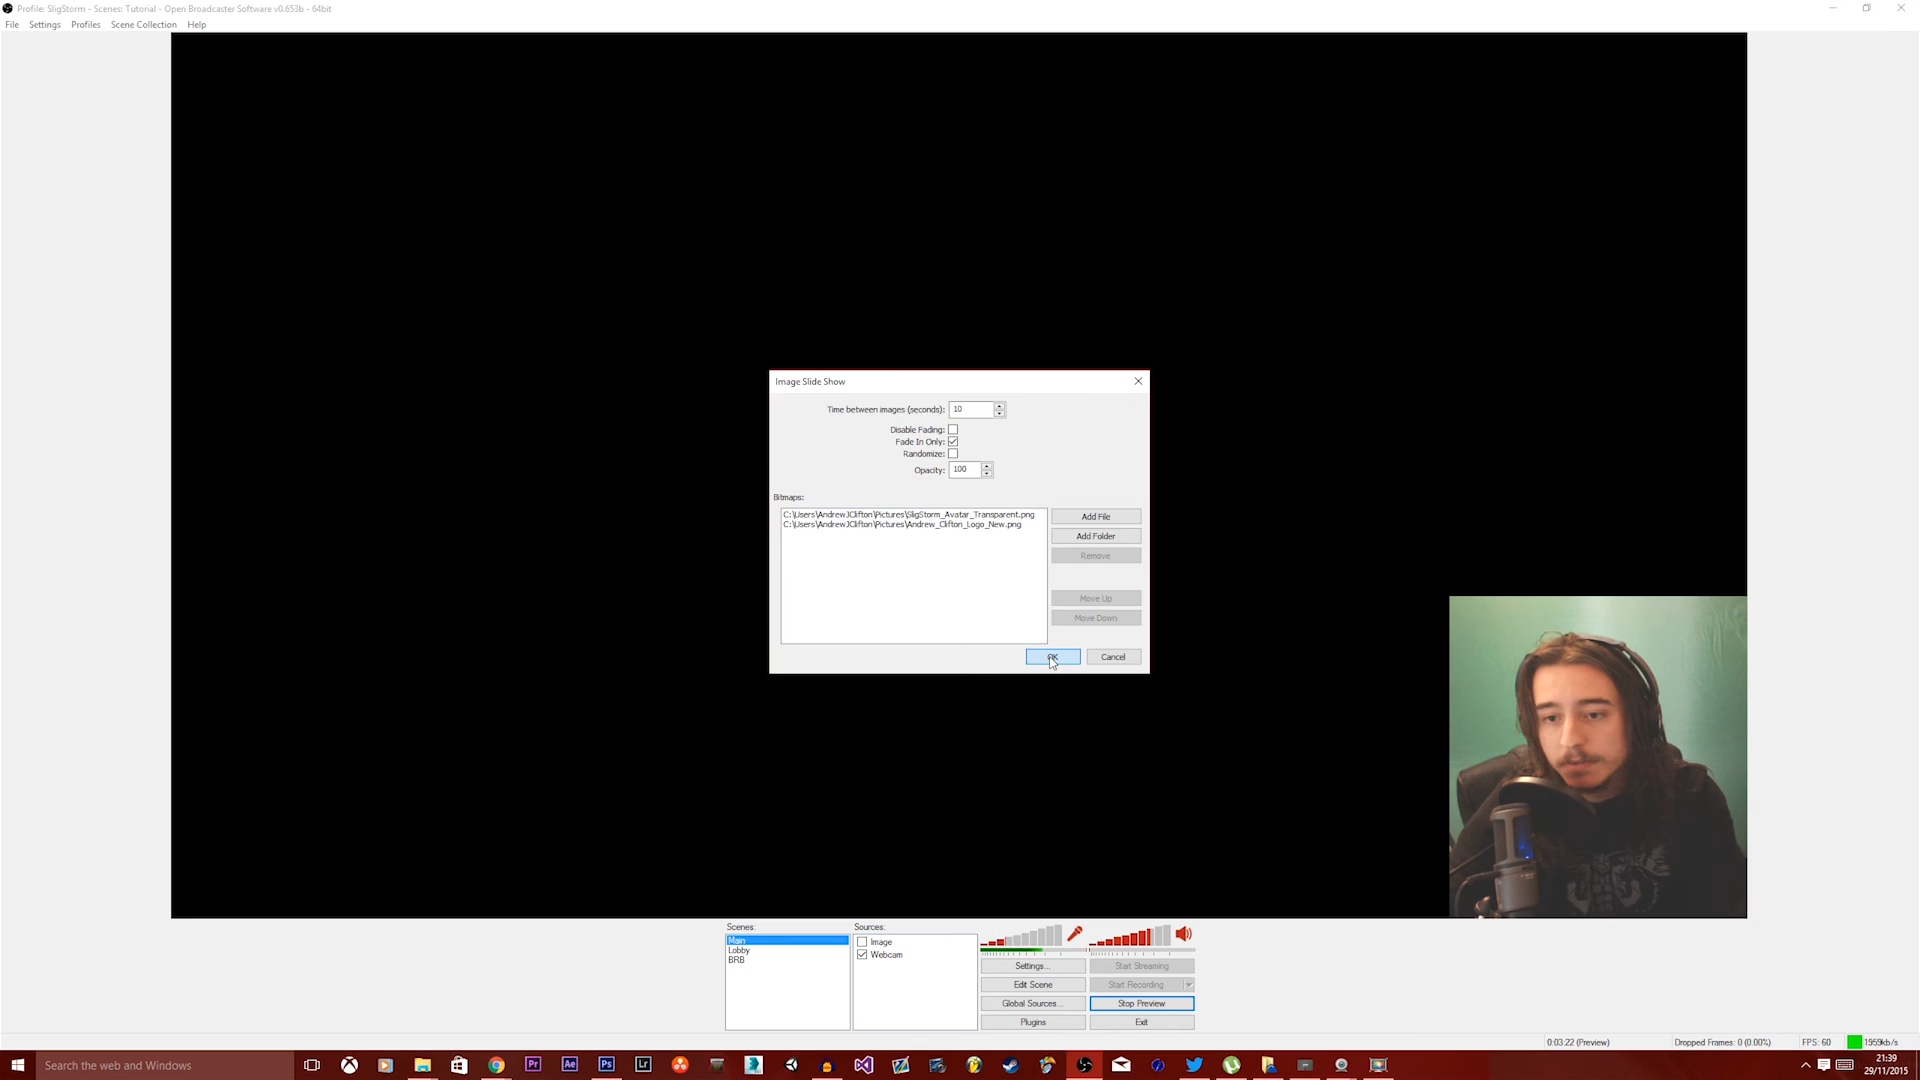 Profile: SligStorm - Scenes: Tutorial - Open Broadcaster Software v0.653b - 64bit
File Settings Profiles Scene Collection Help
Image Slide Show
Time between images (seconds): 10
Disable Fading:
Fade In Only:
Randomize:
Opacity: 100
Bitmaps:
C:\Users\AndrewJClifton\Pictures\SligStorm_Avatar_Transparent.png
C:\Users\AndrewJClifton\Pictures\Andrew_Clifton_Logo_New.png
Add File
Add Folder
Remove
Move Up
Move Down
OK
Cancel
Scenes:
Main
Lobby
BRB
Sources:
Image
Webcam
Settings...
Start Streaming
Edit Scene
Start Recording
Global Sources...
Stop Preview
Plugins
Exit
0:03:22 (Preview)
Dropped Frames: 0 (0.00%)
FPS: 60
1959kb/s
Search the web and Windows
Pr
Ae
Ps
Lr
21:39
29/11/2015